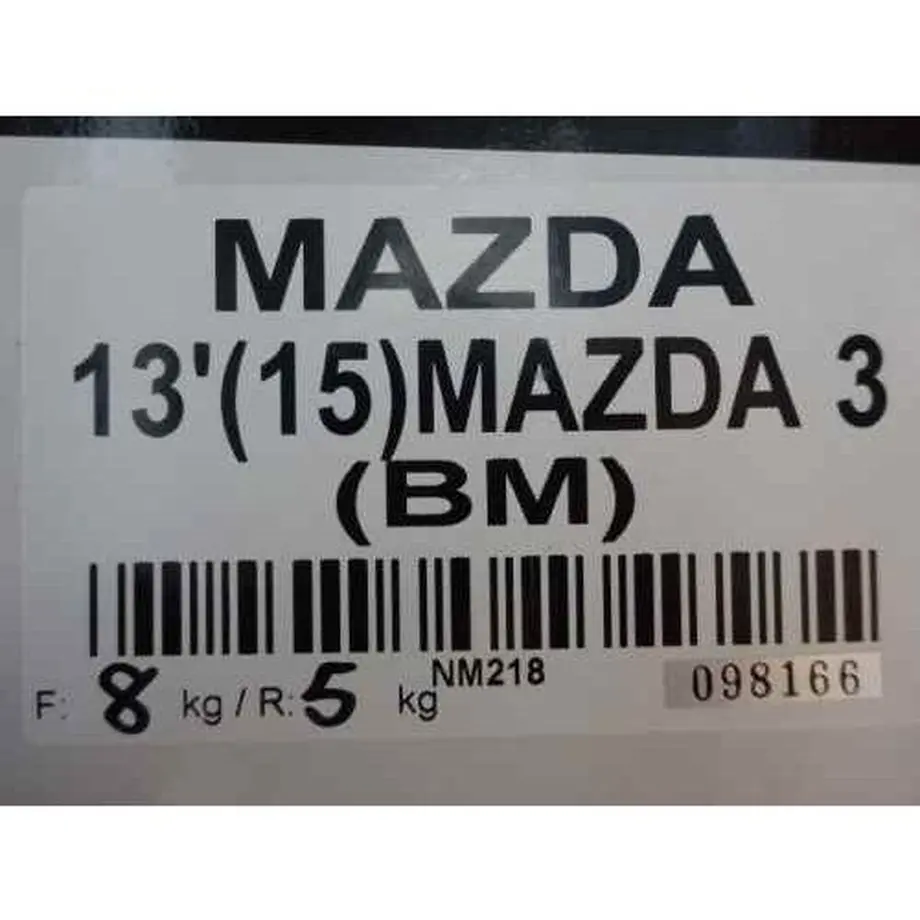 MAZDA
13'(15)MAZDA 3
(BM)
NM218
F: 8 kg / R: 5 kg
098166